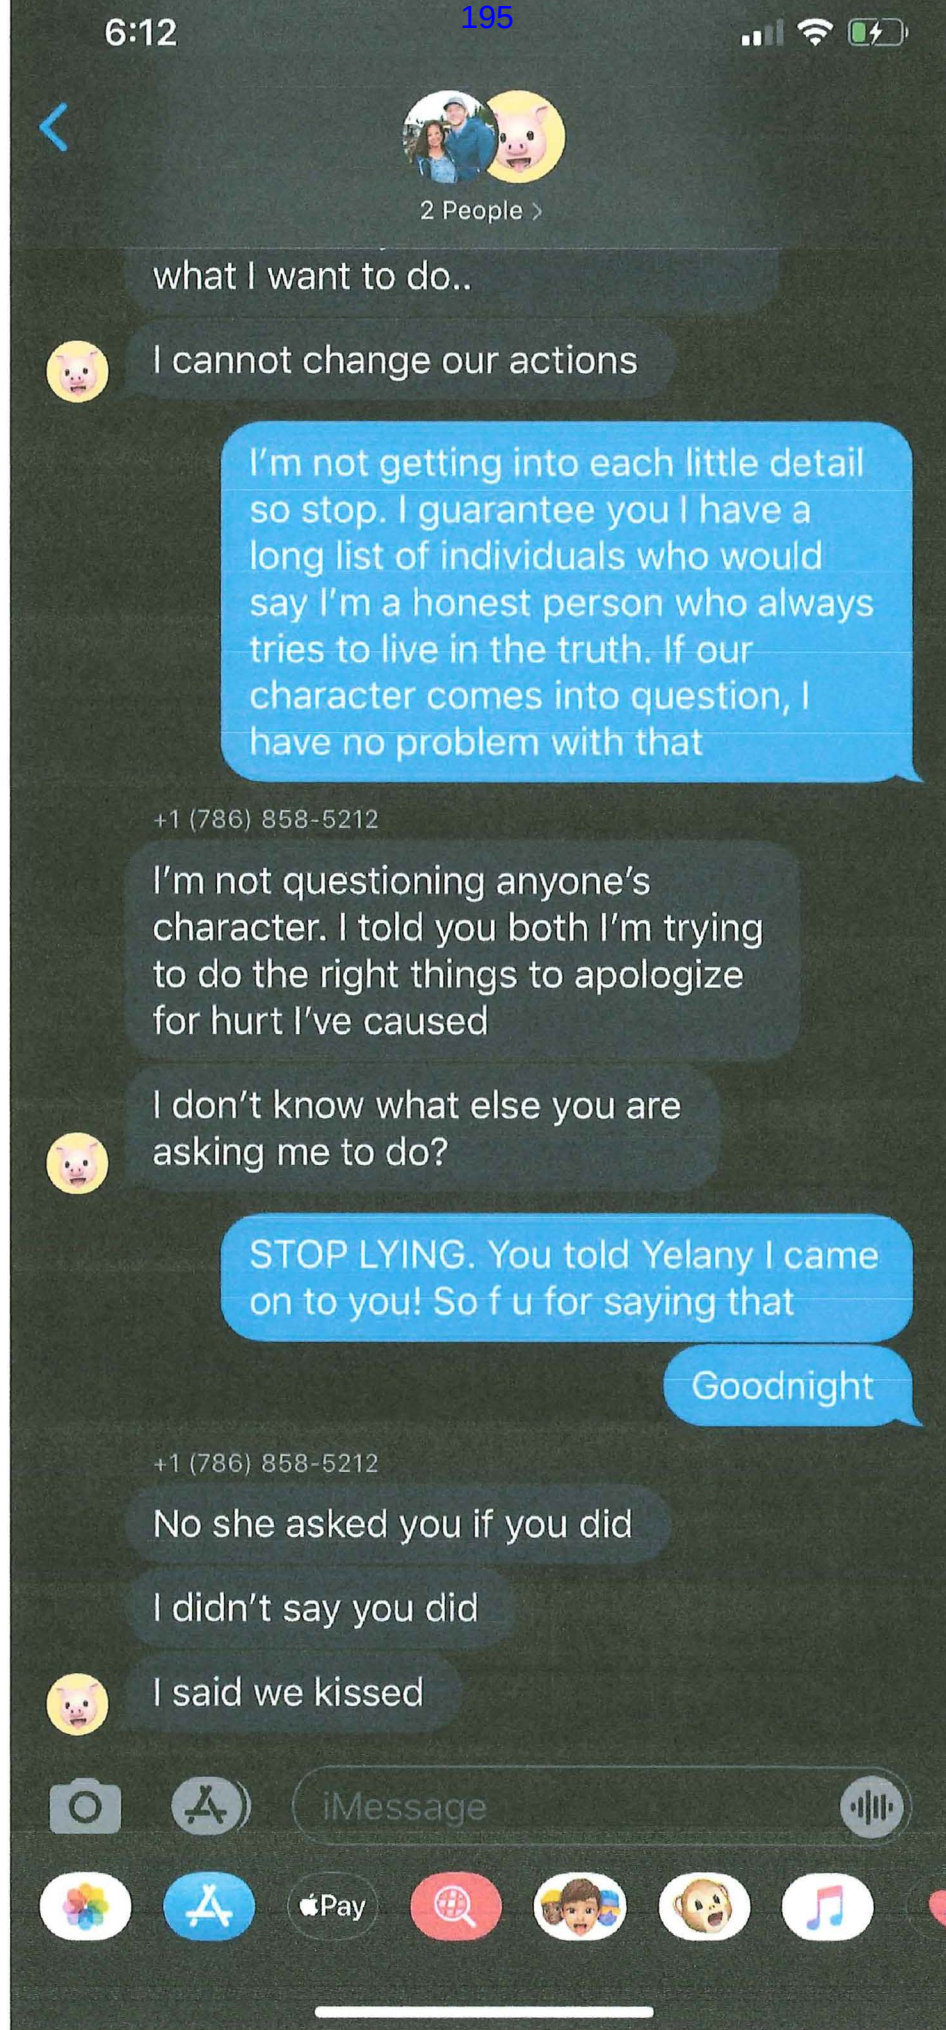 195
6:12
2 People >
what I want to do..
I cannot change our actions
I'm not getting into each little detail
so stop. I guarantee you I have a
long list of individuals who would
say I'm a honest person who always
tries to live in the truth. If our
character comes into question, I
have no problem with that
+1 (786) 858-5212
I'm not questioning anyone's
character. I told you both I'm trying
to do the right things to apologize
for hurt I've caused
I don't know what else you are
asking me to do?
STOP LYING. You told Yelany I came
on to you! So f u for saying that
Goodnight
+1 (786) 858-5212
No she asked you if you did
I didn't say you did
I said we kissed
iMessage
Pay